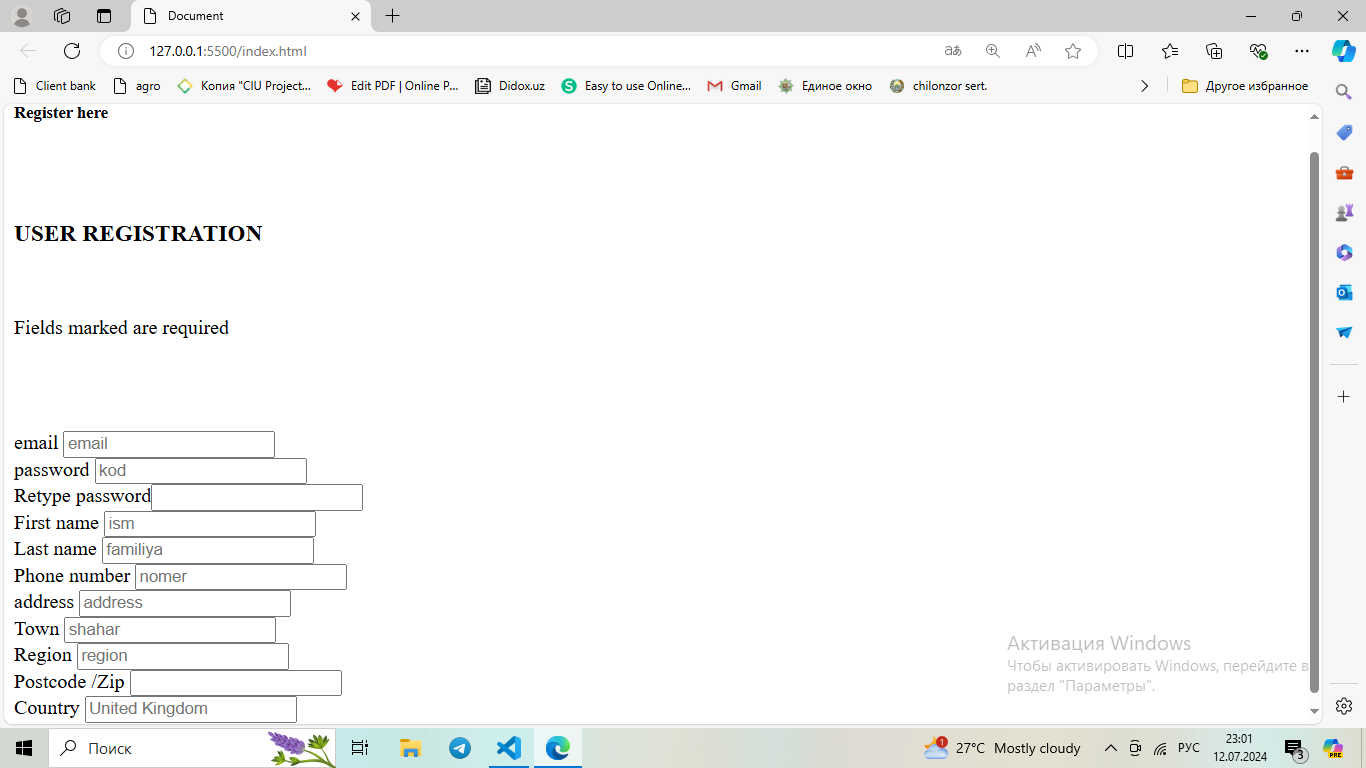 Document
127.0.0.1:5500/index.html
Client bank
agro
Копия "CIU Project...
Edit PDF | Online P...
Didox.uz
Easy to use Online...
Gmail
Единое окно
chilonzor sert.
Другое избранное
Register here
USER REGISTRATION
Fields marked are required
email email
password kod
Retype password
First name ism
Last name familiya
Phone number nomer
address address
Town shahar
Region region
Postcode /Zip
Country United Kingdom
Активация Windows
Чтобы активировать Windows, перейдите в
раздел "Параметры".
Поиск
1
27°C Mostly cloudy
РУС
23:01
12.07.2024
3
PRE